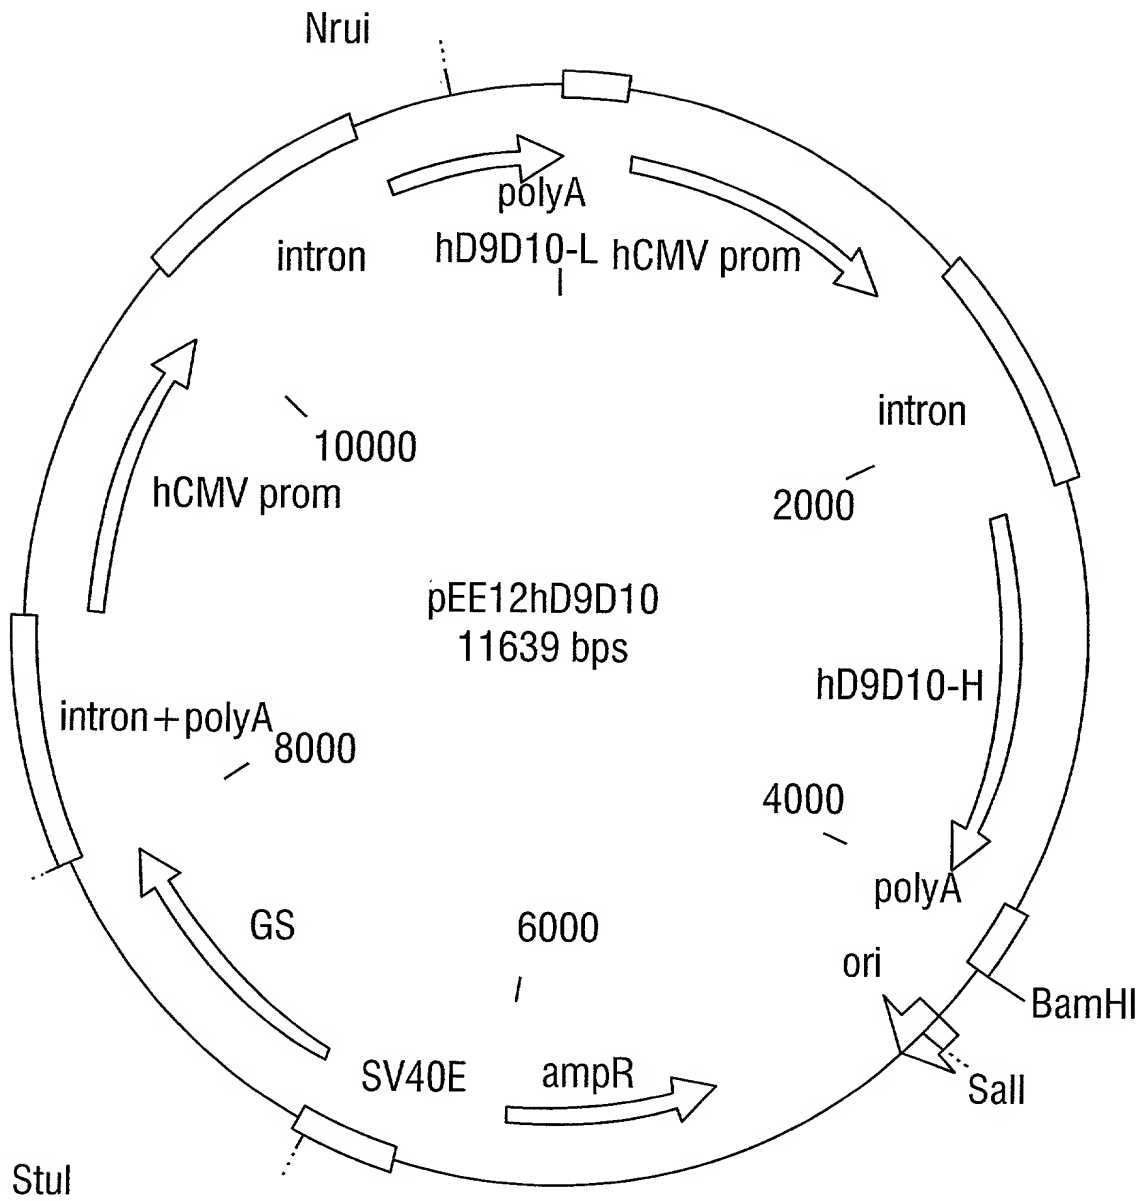 Nrui
polyA
hD9D10-L
hCMV prom
intron
intron
10000
2000
hCMV prom
pEE12hD9D10
11639 bps
hD9D10-H
intron+polyA
8000
4000
polyA
GS
6000
ori
BamHI
SV40E
ampR
SalI
StuI